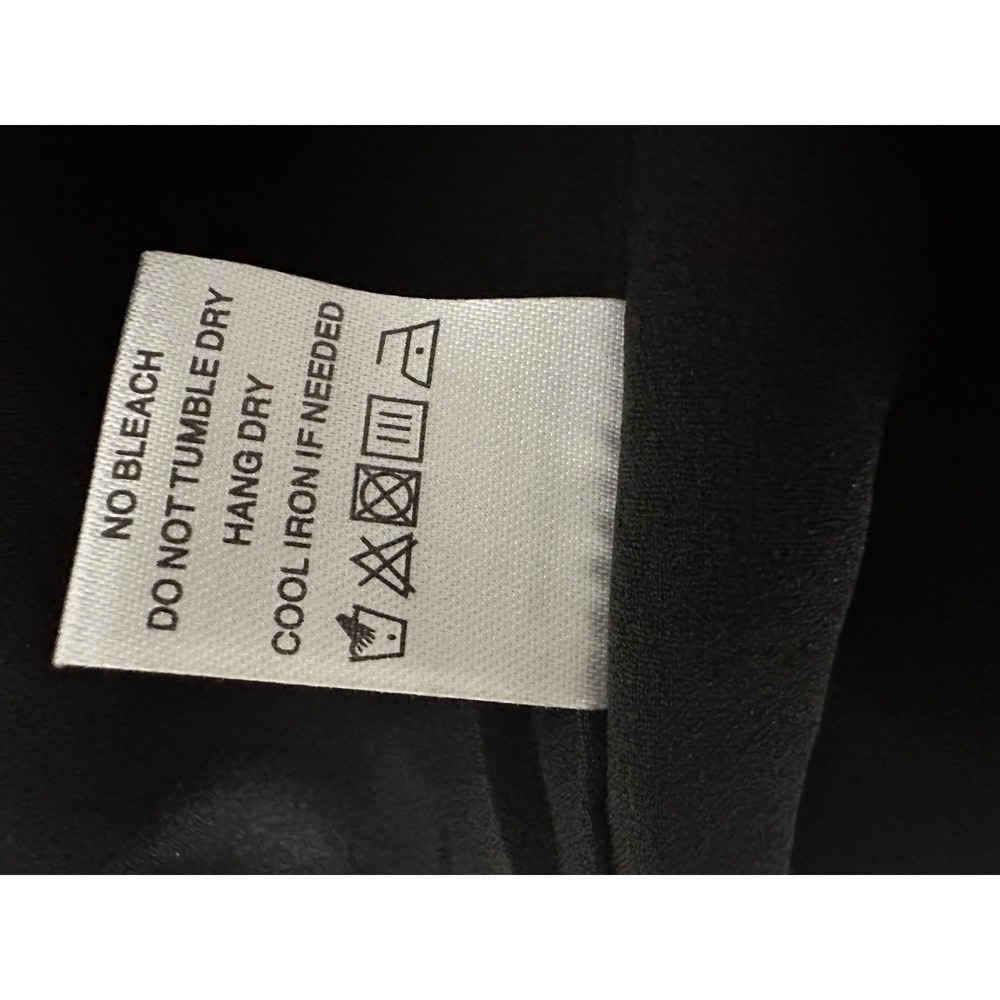 NO BLEACH
DO NOT TUMBLE DRY
HANG DRY
COOL IRON IF NEEDED